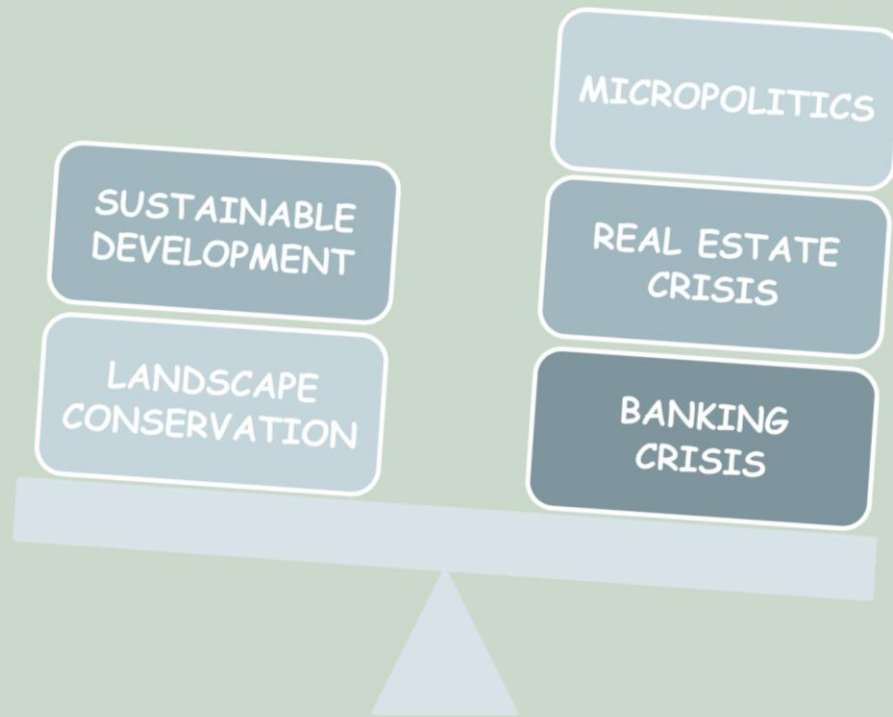 SUSTAINABLE
DEVELOPMENT
LANDSCAPE
CONSERVATION
MICROPOLITICS
REAL ESTATE
CRISIS
BANKING
CRISIS